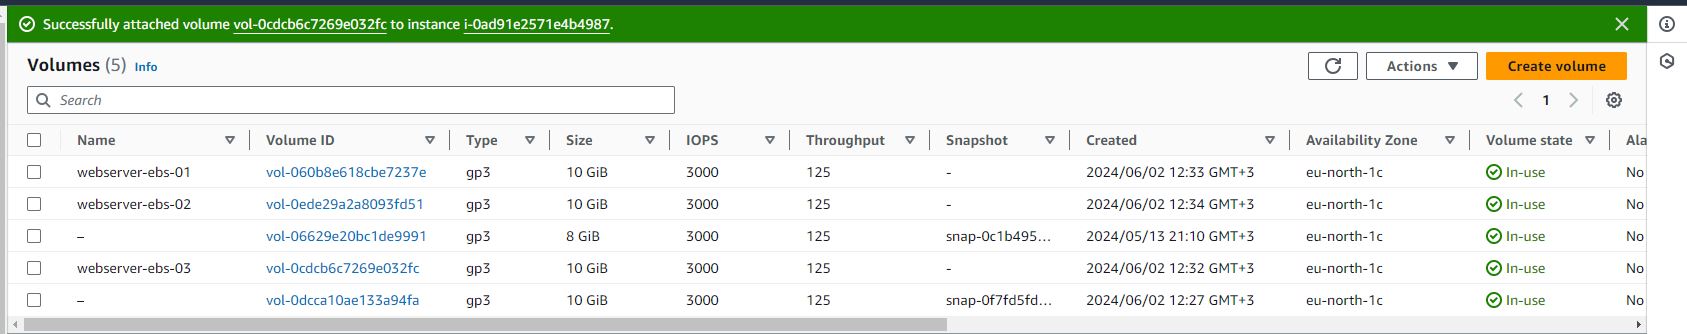 Successfully attached volume vol-0cdcb6c7269e032fc to instance i-0ad91e2571e4b4987.
Volumes (5) Info
Actions Create volume
Search
1
Name Volume ID Type Size IOPS Throughput Snapshot Created Availability Zone Volume state Ala
webserver-ebs-01 vol-060b8e618cbe7237e gp3 10 GiB 3000 125 - 2024/06/02 12:33 GMT+3 eu-north-1c In-use No
webserver-ebs-02 vol-0ede29a2a8093fd51 gp3 10 GiB 3000 125 - 2024/06/02 12:34 GMT+3 eu-north-1c In-use No
– vol-06629e20bc1de9991 gp3 8 GiB 3000 125 snap-0c1b495... 2024/05/13 21:10 GMT+3 eu-north-1c In-use No
webserver-ebs-03 vol-0cdcb6c7269e032fc gp3 10 GiB 3000 125 - 2024/06/02 12:32 GMT+3 eu-north-1c In-use No
– vol-0dcca10ae133a94fa gp3 10 GiB 3000 125 snap-0f7fd5fd... 2024/06/02 12:27 GMT+3 eu-north-1c In-use No